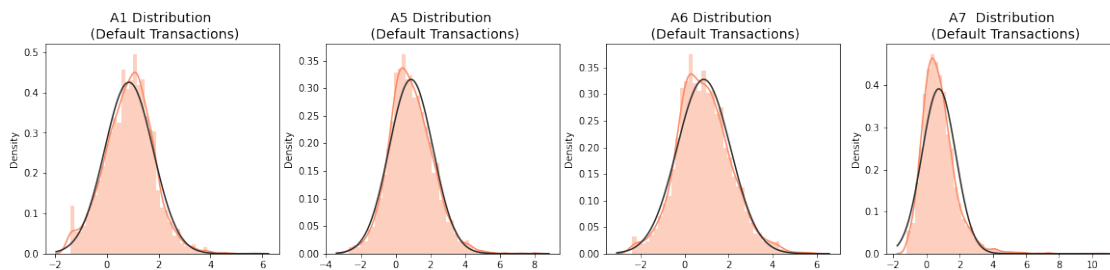 A1 Distribution
(Default Transactions)
A5 Distribution
(Default Transactions)
A6 Distribution
(Default Transactions)
A7 Distribution
(Default Transactions)
Density
0.5
0.4
0.3
0.2
0.1
0.0
−2 0 2 4 6
Density
0.35
0.30
0.25
0.20
0.15
0.10
0.05
0.00
−4 −2 0 2 4 6 8
Density
0.35
0.30
0.25
0.20
0.15
0.10
0.05
0.00
−2 0 2 4 6
Density
0.4
0.3
0.2
0.1
0.0
−2 0 2 4 6 8 10